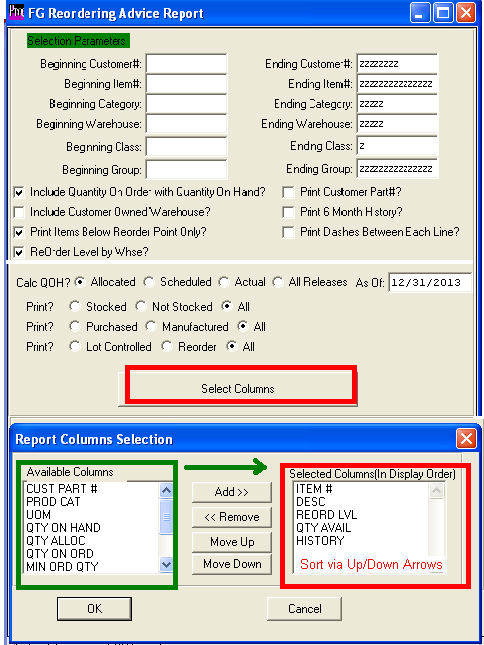 FG Reordering Advice Report
Selection Parameters
Beginning Customer#: Ending Customer#: zzzzzzzz
Beginning Item#: Ending Item#: zzzzzzzzzzzzzzz
Beginning Category: Ending Category: zzzzz
Beginning Warehouse: Ending Warehouse: zzzzz
Beginning Class: Ending Class: z
Beginning Group: Ending Group: zzzzzzzzzzzzzzz
Include Quantity On Order with Quantity On Hand? Print Customer Part#?
Include Customer Owned Warehouse? Print 6 Month History?
Print Items Below Reorder Point Only? Print Dashes Between Each Line?
ReOrder Level by Whse?
Calc QOH? Allocated Scheduled Actual All Releases As Of: 12/31/2013
Print? Stocked Not Stocked All
Print? Purchased Manufactured All
Print? Lot Controlled Reorder All
Select Columns
Report Columns Selection
Available Columns Selected Columns(In Display Order)
CUST PART # Add >> ITEM #
PROD CAT DESC
UOM << Remove REORD LVL
QTY ON HAND QTY AVAIL
QTY ALLOC Move Up HISTORY
QTY ON ORD
MIN ORD QTY Move Down Sort via Up/Down Arrows
OK Cancel